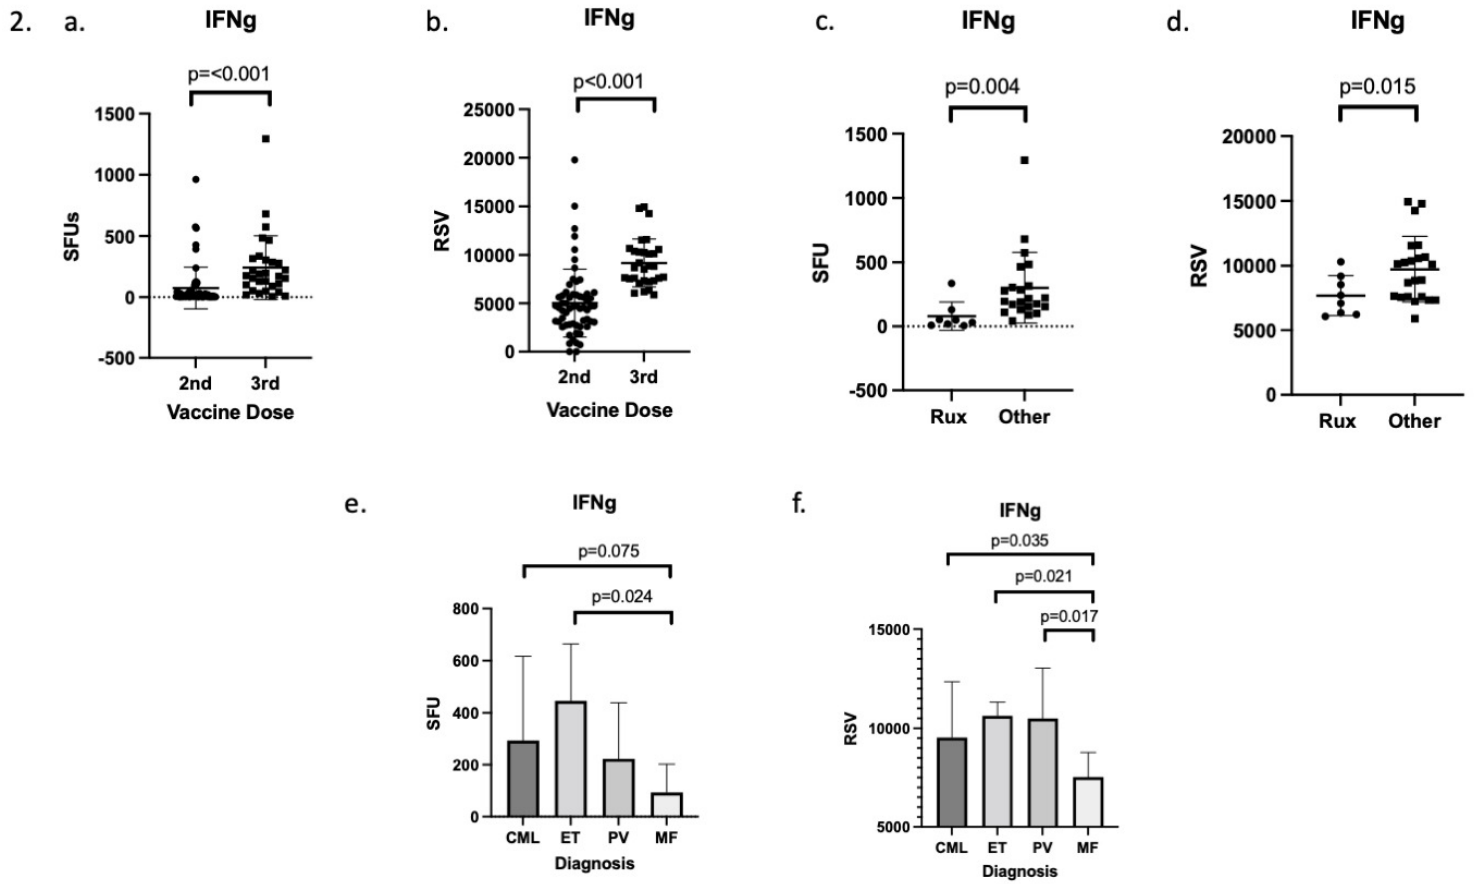 2.
a.
IFNg
p=<0.001
1500
1000
500
0
-500
SFUs
2nd
3rd
Vaccine Dose
b.
IFNg
p<0.001
25000
20000
15000
10000
5000
0
RSV
2nd
3rd
Vaccine Dose
c.
IFNg
p=0.004
1500
1000
500
0
-500
SFU
Rux
Other
d.
IFNg
p=0.015
20000
15000
10000
5000
0
RSV
Rux
Other
e.
IFNg
p=0.075
p=0.024
800
600
400
200
0
SFU
CML
ET
PV
MF
Diagnosis
f.
IFNg
p=0.035
p=0.021
p=0.017
15000
10000
5000
RSV
CML
ET
PV
MF
Diagnosis